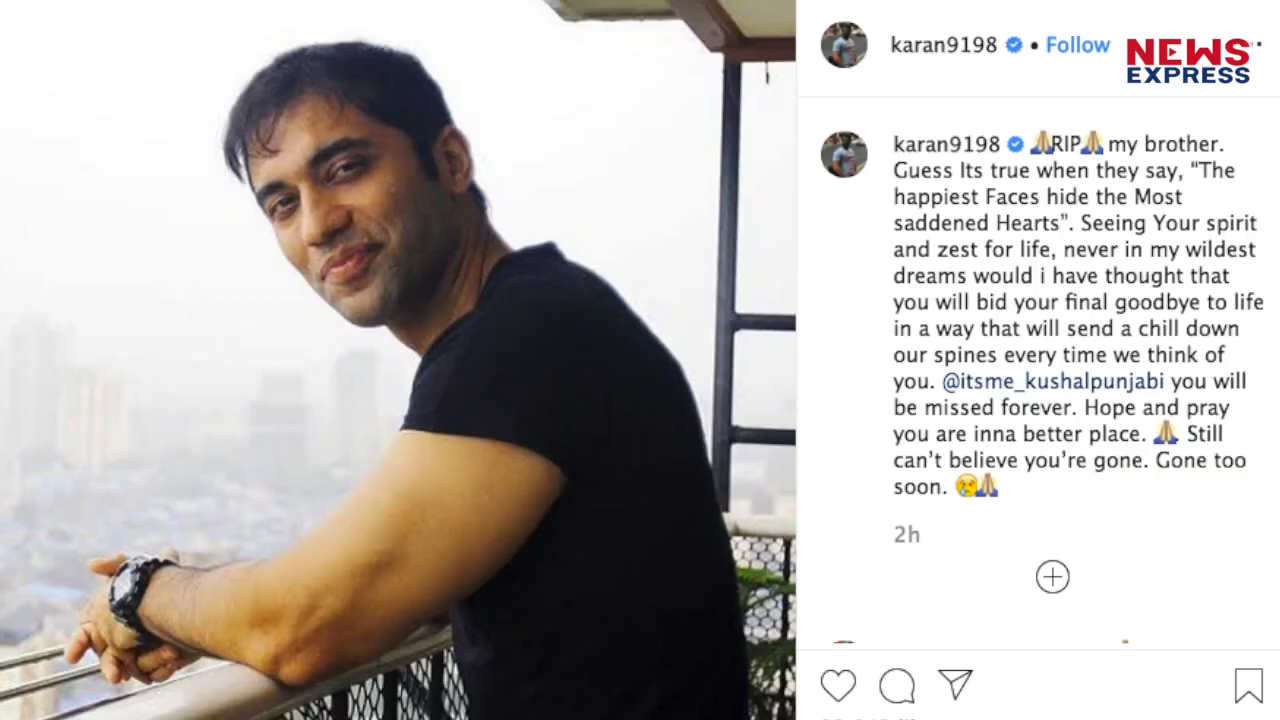 karan9198 • Follow
NEWS
EXPRESS
karan9198 🙏RIP🙏 my brother.
Guess Its true when they say, “The
happiest Faces hide the Most
saddened Hearts”. Seeing Your spirit
and zest for life, never in my wildest
dreams would i have thought that
you will bid your final goodbye to life
in a way that will send a chill down
our spines every time we think of
you. @itsme_kushalpunjabi you will
be missed forever. Hope and pray
you are inna better place. 🙏 Still
can’t believe you’re gone. Gone too
soon. 😢🙏
2h